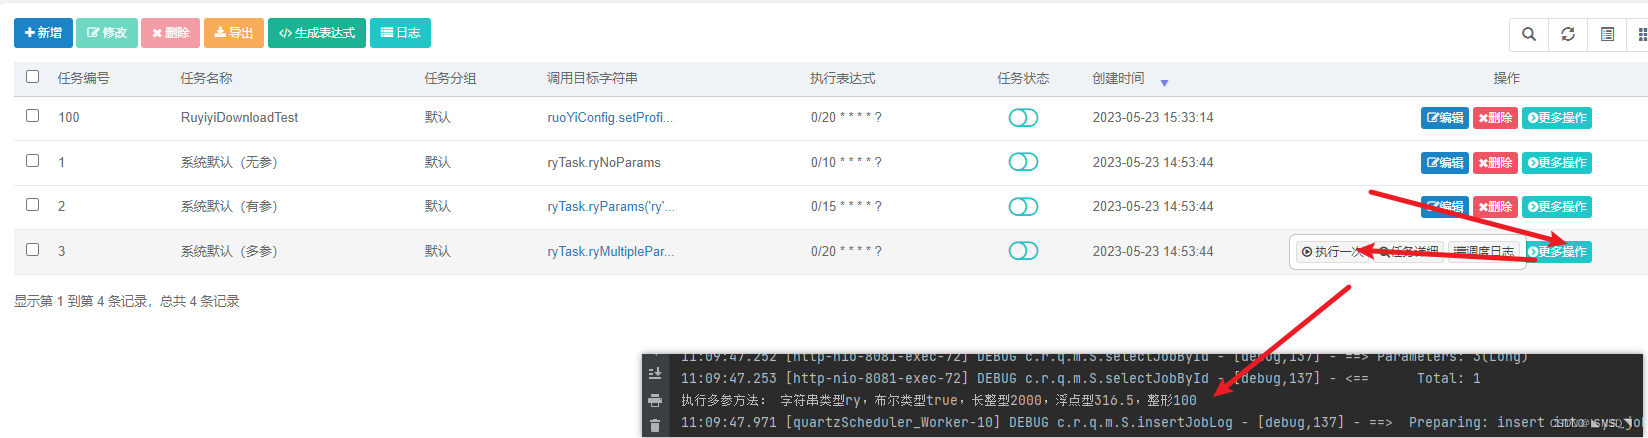 新增 修改 删除 导出 生成表达式 日志
任务编号 任务名称 任务分组 调用目标字符串 执行表达式 任务状态 创建时间 操作
100 RuyiyiDownloadTest 默认 ruoYiConfig.setProfi... 0/20 * * * * ? 2023-05-23 15:33:14 编辑 删除 更多操作
1 系统默认（无参） 默认 ryTask.ryNoParams 0/10 * * * * ? 2023-05-23 14:53:44 编辑 删除 更多操作
2 系统默认（有参） 默认 ryTask.ryParams('ry'... 0/15 * * * * ? 2023-05-23 14:53:44 编辑 删除 更多操作
3 系统默认（多参） 默认 ryTask.ryMultiplePar... 0/20 * * * * ? 2023-05-23 14:53:44 执行一次 任务详细 调度日志 更多操作
显示第 1 到第 4 条记录，总共 4 条记录
11:09:47.252 [http-nio-8081-exec-72] DEBUG c.r.q.m.S.selectJobById - [debug,137] - ==> Parameters: 3(Long)
11:09:47.253 [http-nio-8081-exec-72] DEBUG c.r.q.m.S.selectJobById - [debug,137] - <== Total: 1
执行多参方法： 字符串类型ry，布尔类型true，长整型2000，浮点型316.5，整形100
11:09:47.971 [quartzScheduler_Worker-10] DEBUG c.r.q.m.S.insertJobLog - [debug,137] - ==> Preparing: insert into sys_jo